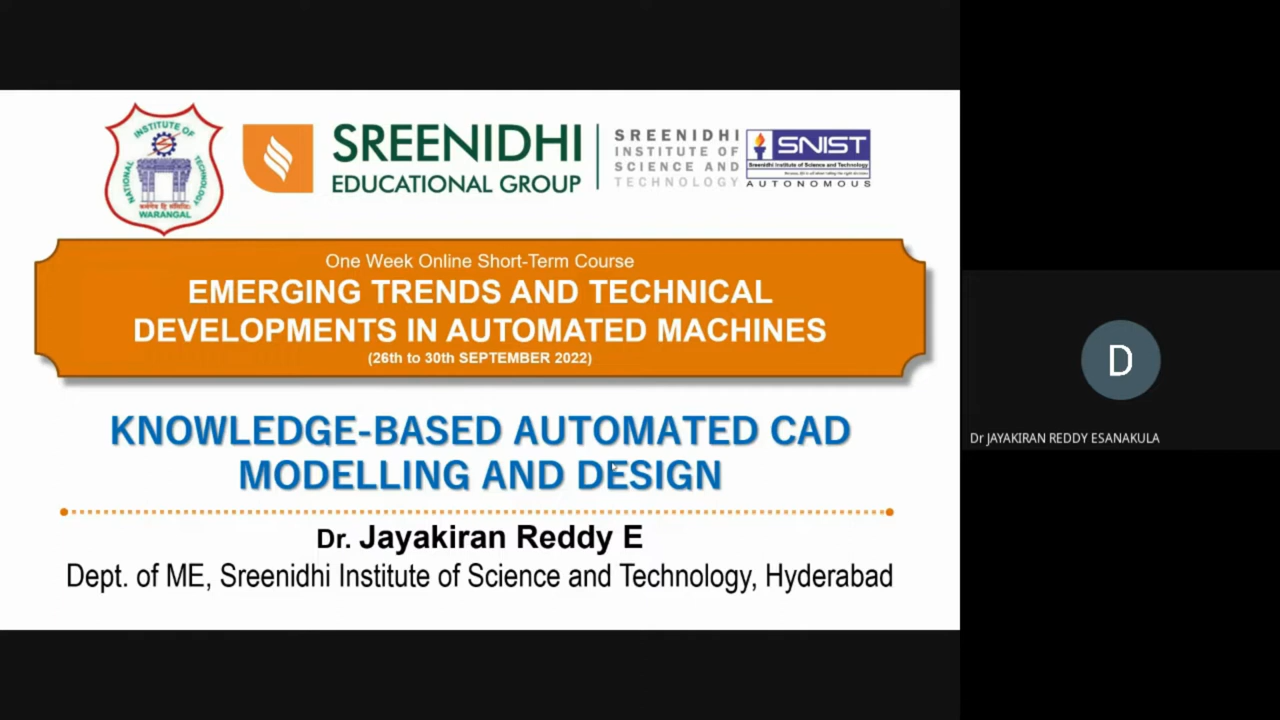 INSTITUTE OF
NATIONAL
TECHNOLOGY
WARANGAL
SREENIDHI
EDUCATIONAL GROUP
SREENIDHI
INSTITUTE OF
SCIENCE AND
TECHNOLOGY
SNIST
Sreenidhi Institute of Science and Technology
AUTONOMOUS
One Week Online Short-Term Course
EMERGING TRENDS AND TECHNICAL
DEVELOPMENTS IN AUTOMATED MACHINES
(26th to 30th SEPTEMBER 2022)
KNOWLEDGE-BASED AUTOMATED CAD
MODELLING AND DESIGN
Dr. Jayakiran Reddy E
Dept. of ME, Sreenidhi Institute of Science and Technology, Hyderabad
D
Dr JAYAKIRAN REDDY ESANAKULA